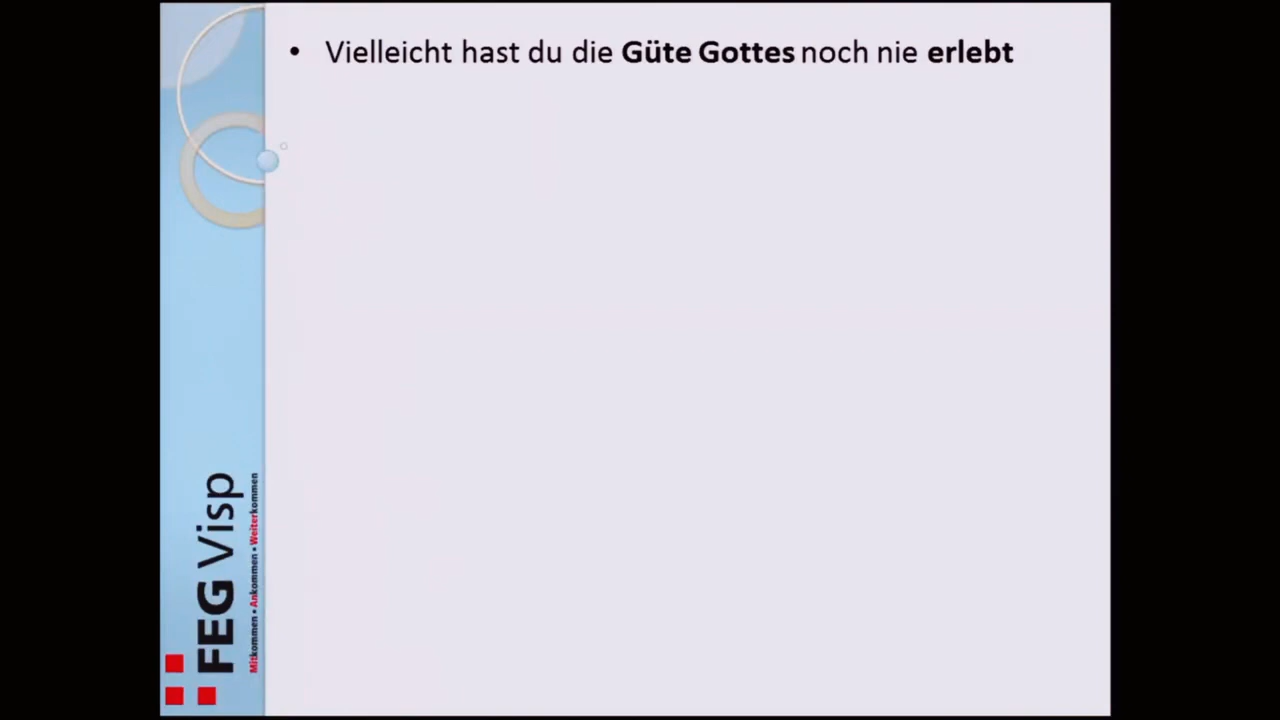 • Vielleicht hast du die Güte Gottes noch nie erlebt
FEG Visp
Mitkommen • Ankommen • Weiterkommen